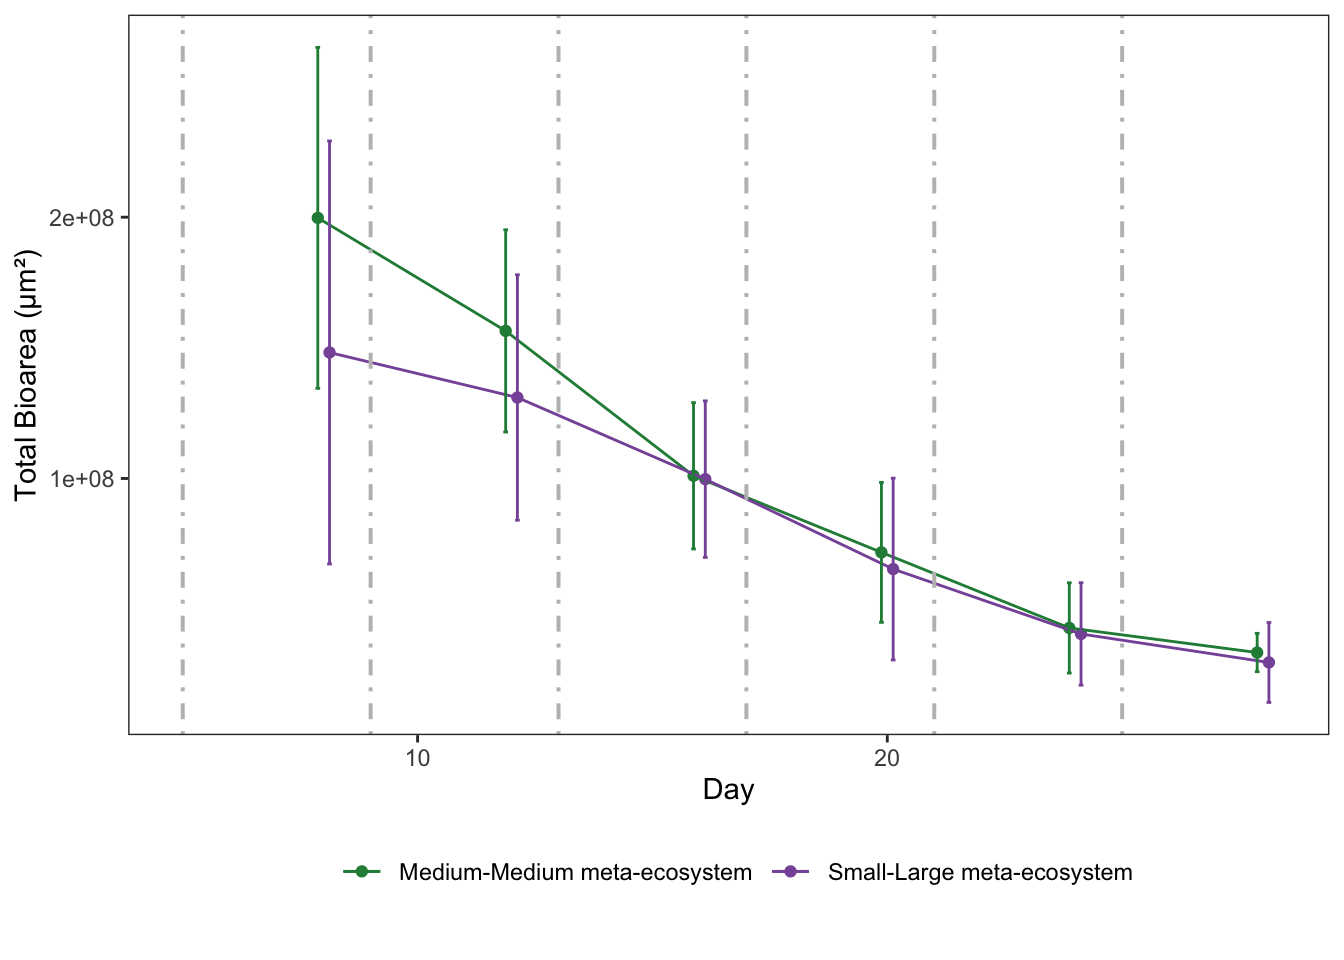 Total Bioarea (µm²)
2e+08
1e+08
10
20
Day
Medium-Medium meta-ecosystem
Small-Large meta-ecosystem